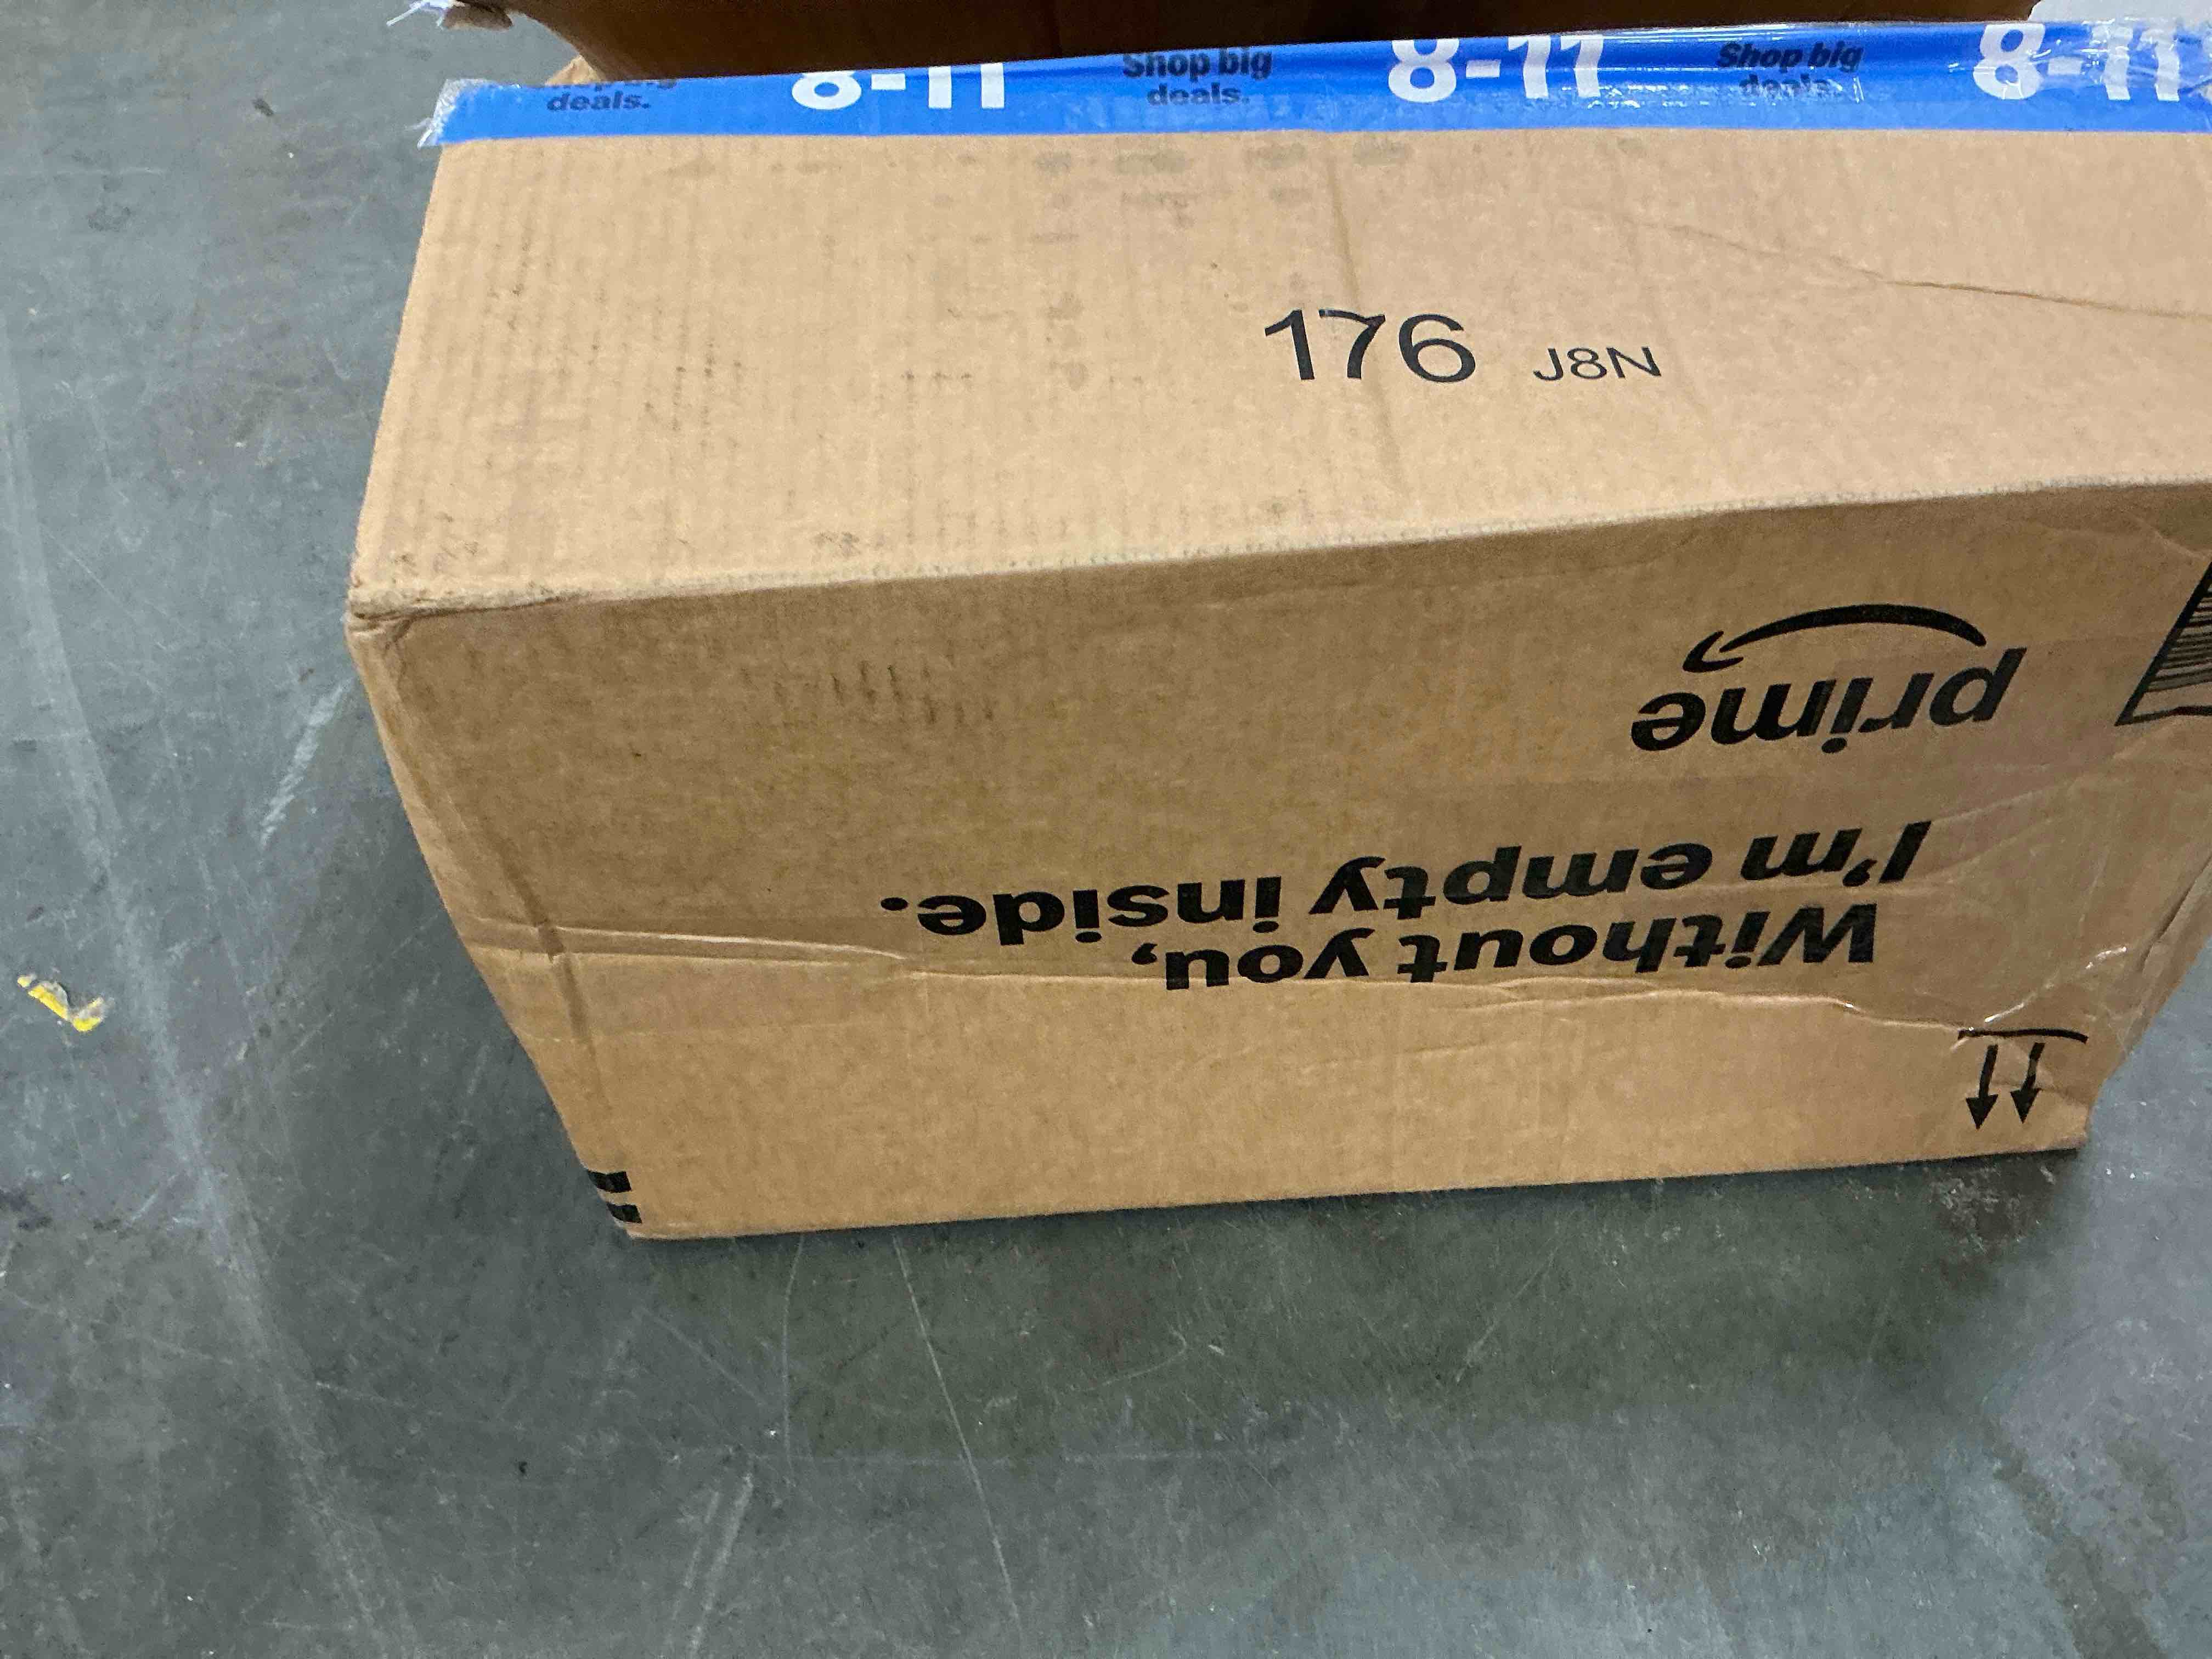 deals.
8-11
Shop big
deals.
8-11
Shop big
deals.
8-11
176 J8N
prime
Without you,
I'm empty inside.